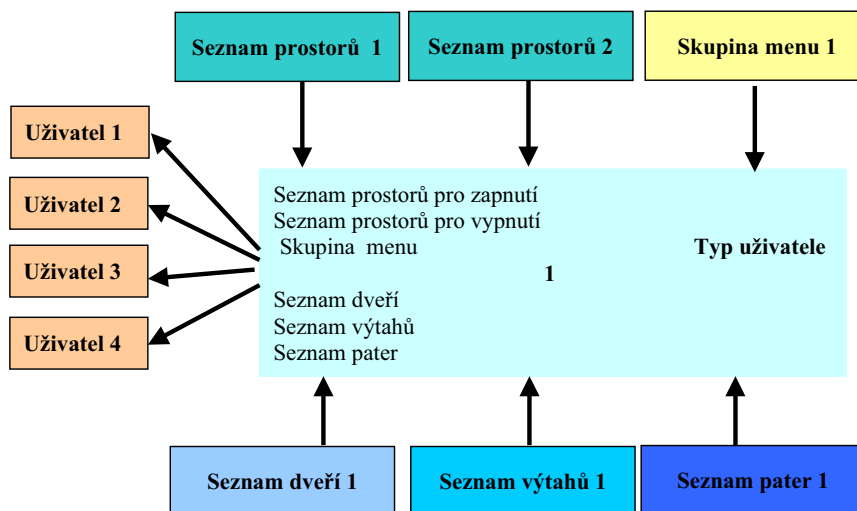 Seznam prostorů 1
Seznam prostorů 2
Skupina menu 1
Uživatel 1
Uživatel 2
Uživatel 3
Uživatel 4
Seznam prostorů pro zapnutí
Seznam prostorů pro vypnutí
Skupina menu
Typ uživatele
1
Seznam dveří
Seznam výtahů
Seznam pater
Seznam dveří 1
Seznam výtahů 1
Seznam pater 1